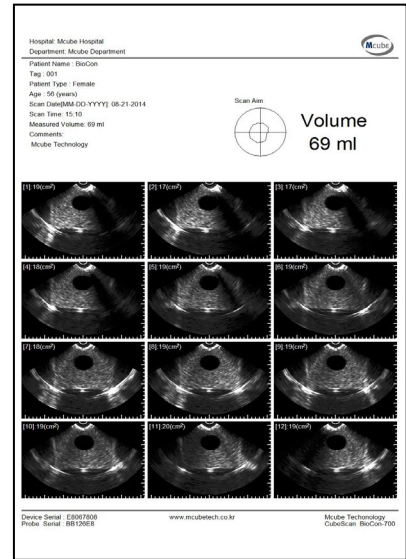 Hospital: Mcube Hospital
Department: Mcube Department
Mcube
Patient Name : BioCon
Tag : 001
Patient Type : Female
Age : 56 (years)
Scan Date[MM-DD-YYYY]: 08-21-2014
Scan Time: 15:10
Measured Volume: 69 ml
Comments:
Mcube Technology
Scan Aim
Volume
69 ml
[1]:19(cm²) [2]:17(cm²) [3]:17(cm²)
[4]:18(cm²) [5]:19(cm²) [6]:19(cm²)
[7]:18(cm²) [8]:19(cm²) [9]:19(cm²)
[10]:19(cm²) [11]:20(cm²) [12]:19(cm²)
Device Serial : E8067808 www.mcubetech.co.kr Mcube Techonology
Probe Serial : BB126E8 CubeScan BioCon-700